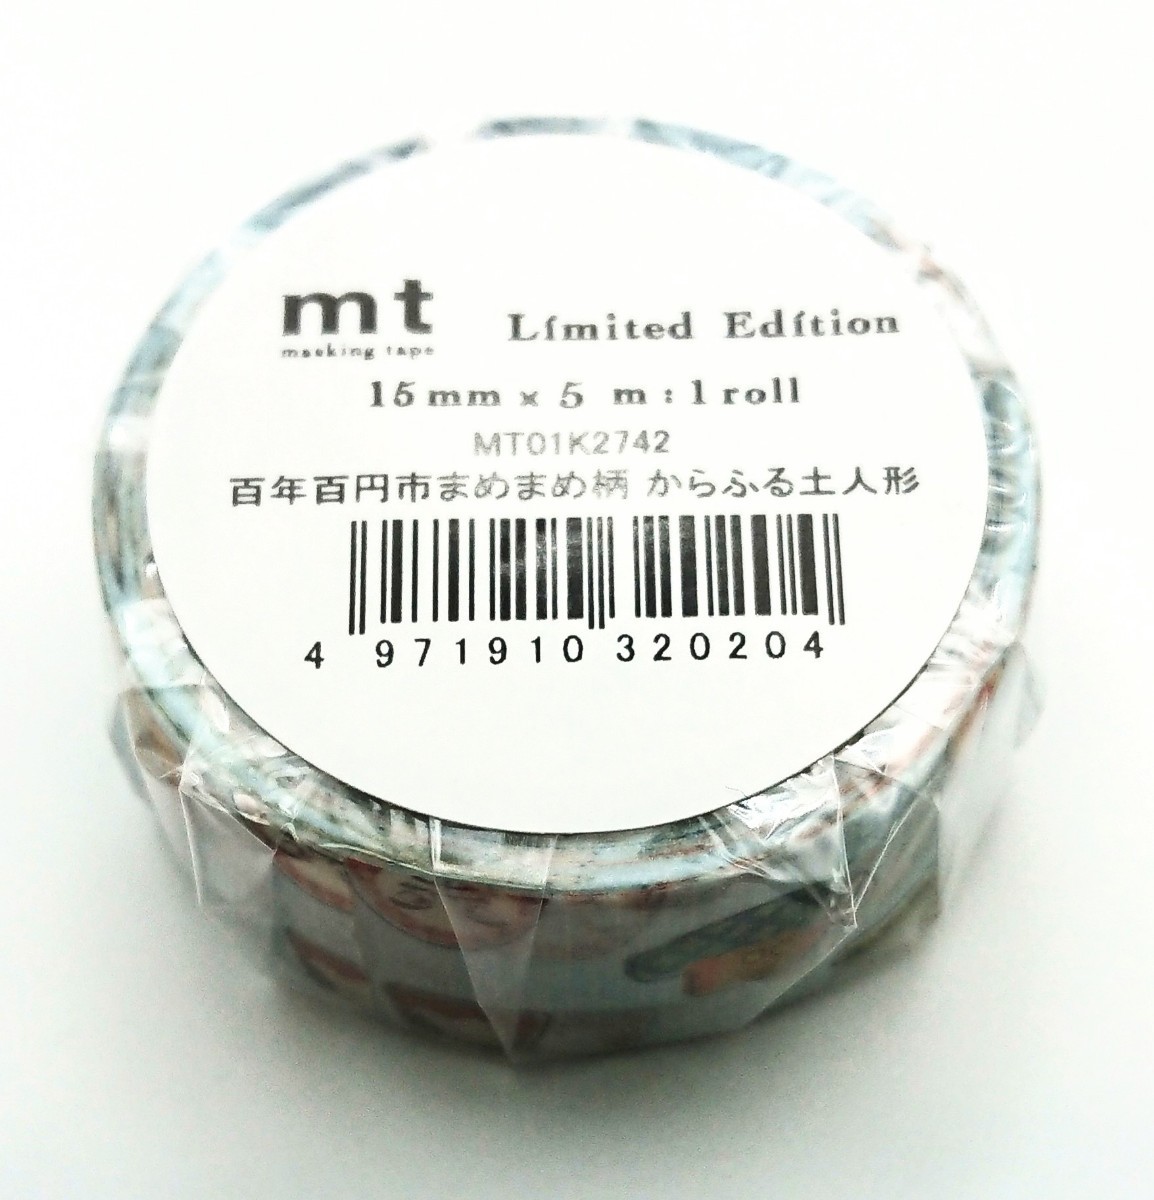 mt
masking tape
Limited Edition
15mm x 5 m : 1 roll
MT01K2742
百年百円市まめまめ柄 からふる土人形
4 971910 320204